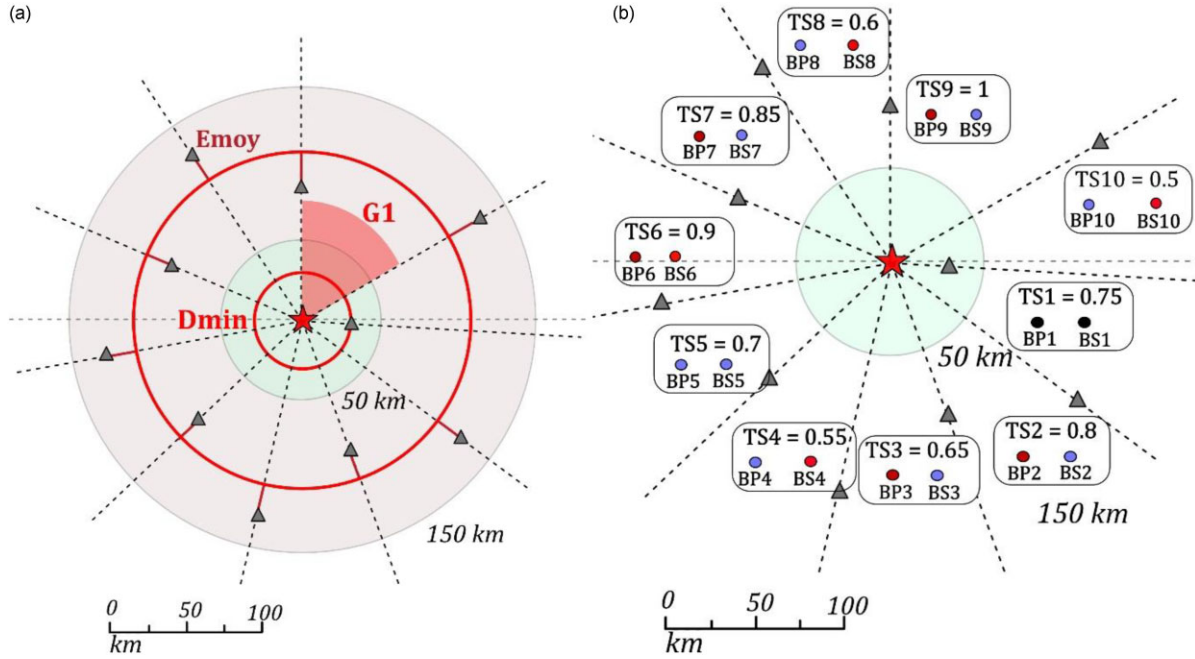 (a)
Emoy
G1
Dmin
50 km
150 km
0 50 100
km
(b)
TS8 = 0.6
BP8 BS8
TS9 = 1
BP9 BS9
TS7 = 0.85
BP7 BS7
TS10 = 0.5
BP10 BS10
TS6 = 0.9
BP6 BS6
TS1 = 0.75
BP1 BS1
TS5 = 0.7
BP5 BS5
50 km
TS4 = 0.55
BP4 BS4
TS3 = 0.65
BP3 BS3
TS2 = 0.8
BP2 BS2
150 km
0 50 100
km